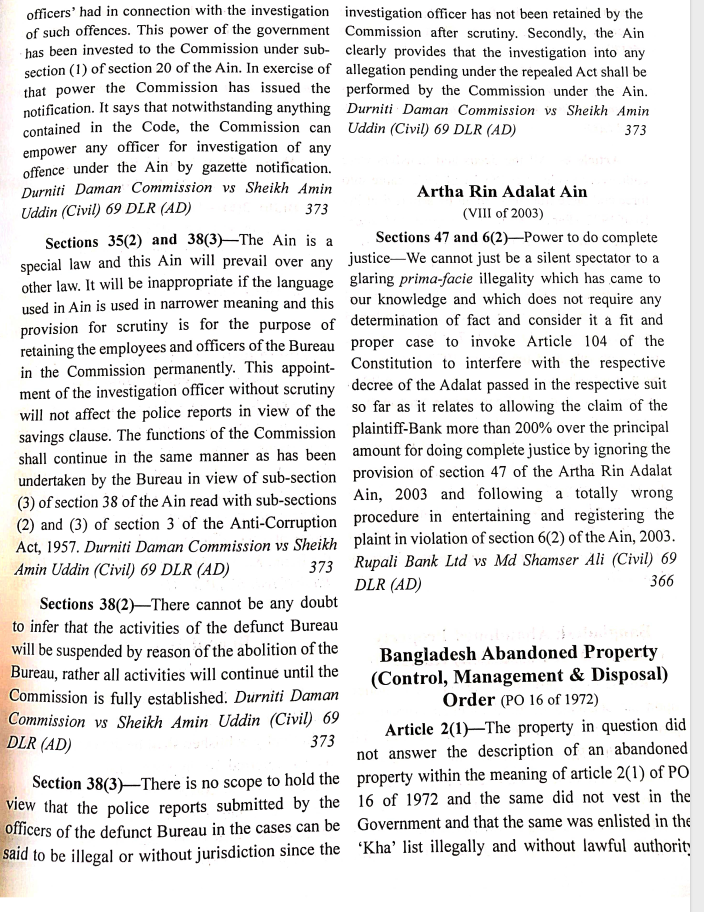 officers’ had in connection with the investigation
of such offences. This power of the government
has been invested to the Commission under sub-
section (1) of section 20 of the Ain. In exercise of
that power the Commission has issued the
notification. It says that notwithstanding anything
contained in the Code, the Commission can
empower any officer for investigation of any
offence under the Ain by gazette notification.
Durniti Daman Commission vs Sheikh Amin
Uddin (Civil) 69 DLR (AD) 373
Sections 35(2) and 38(3)—The Ain is a
special law and this Ain will prevail over any
other law. It will be inappropriate if the language
used in Ain is used in narrower meaning and this
provision for scrutiny is for the purpose of
retaining the employees and officers of the Bureau
in the Commission permanently. This appoint-
ment of the investigation officer without scrutiny
will not affect the police reports in view of the
savings clause. The functions of the Commission
shall continue in the same manner as has been
undertaken by the Bureau in view of sub-section
(3) of section 38 of the Ain read with sub-sections
(2) and (3) of section 3 of the Anti-Corruption
Act, 1957. Durniti Daman Commission vs Sheikh
Amin Uddin (Civil) 69 DLR (AD) 373
Sections 38(2)—There cannot be any doubt
to infer that the activities of the defunct Bureau
will be suspended by reason of the abolition of the
Bureau, rather all activities will continue until the
Commission is fully established. Durniti Daman
Commission vs Sheikh Amin Uddin (Civil) 69
DLR (AD) 373
Section 38(3)—There is no scope to hold the
view that the police reports submitted by the
officers of the defunct Bureau in the cases can be
said to be illegal or without jurisdiction since the
investigation officer has not been retained by the
Commission after scrutiny. Secondly, the Ain
clearly provides that the investigation into any
allegation pending under the repealed Act shall be
performed by the Commission under the Ain.
Durniti Daman Commission vs Sheikh Amin
Uddin (Civil) 69 DLR (AD) 373
Artha Rin Adalat Ain
(VIII of 2003)
Sections 47 and 6(2)—Power to do complete
justice—We cannot just be a silent spectator to a
glaring prima-facie illegality which has came to
our knowledge and which does not require any
determination of fact and consider it a fit and
proper case to invoke Article 104 of the
Constitution to interfere with the respective
decree of the Adalat passed in the respective suit
so far as it relates to allowing the claim of the
plaintiff-Bank more than 200% over the principal
amount for doing complete justice by ignoring the
provision of section 47 of the Artha Rin Adalat
Ain, 2003 and following a totally wrong
procedure in entertaining and registering the
plaint in violation of section 6(2) of the Ain, 2003.
Rupali Bank Ltd vs Md Shamser Ali (Civil) 69
DLR (AD) 366
Bangladesh Abandoned Property
(Control, Management & Disposal)
Order (PO 16 of 1972)
Article 2(1)—The property in question did
not answer the description of an abandoned
property within the meaning of article 2(1) of PO
16 of 1972 and the same did not vest in the
Government and that the same was enlisted in the
‘Kha’ list illegally and without lawful authority